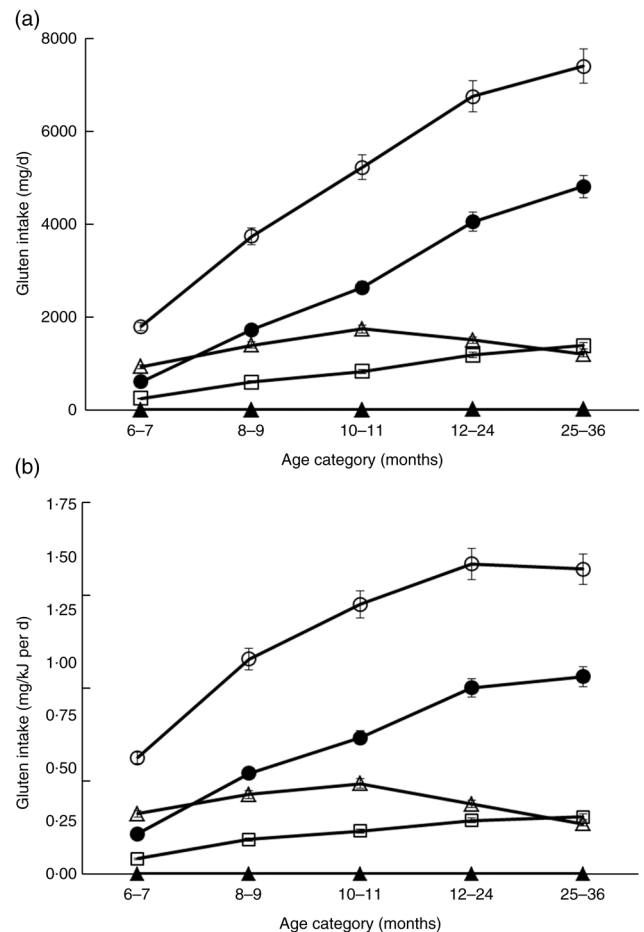 (a)
8000
6000
4000
2000
0
Gluten intake (mg/d)
6–7 8–9 10–11 12–24 25–36
Age category (months)
(b)
1·75
1·50
1·25
1·00
0·75
0·50
0·25
0·00
Gluten intake (mg/kJ per d)
6–7 8–9 10–11 12–24 25–36
Age category (months)